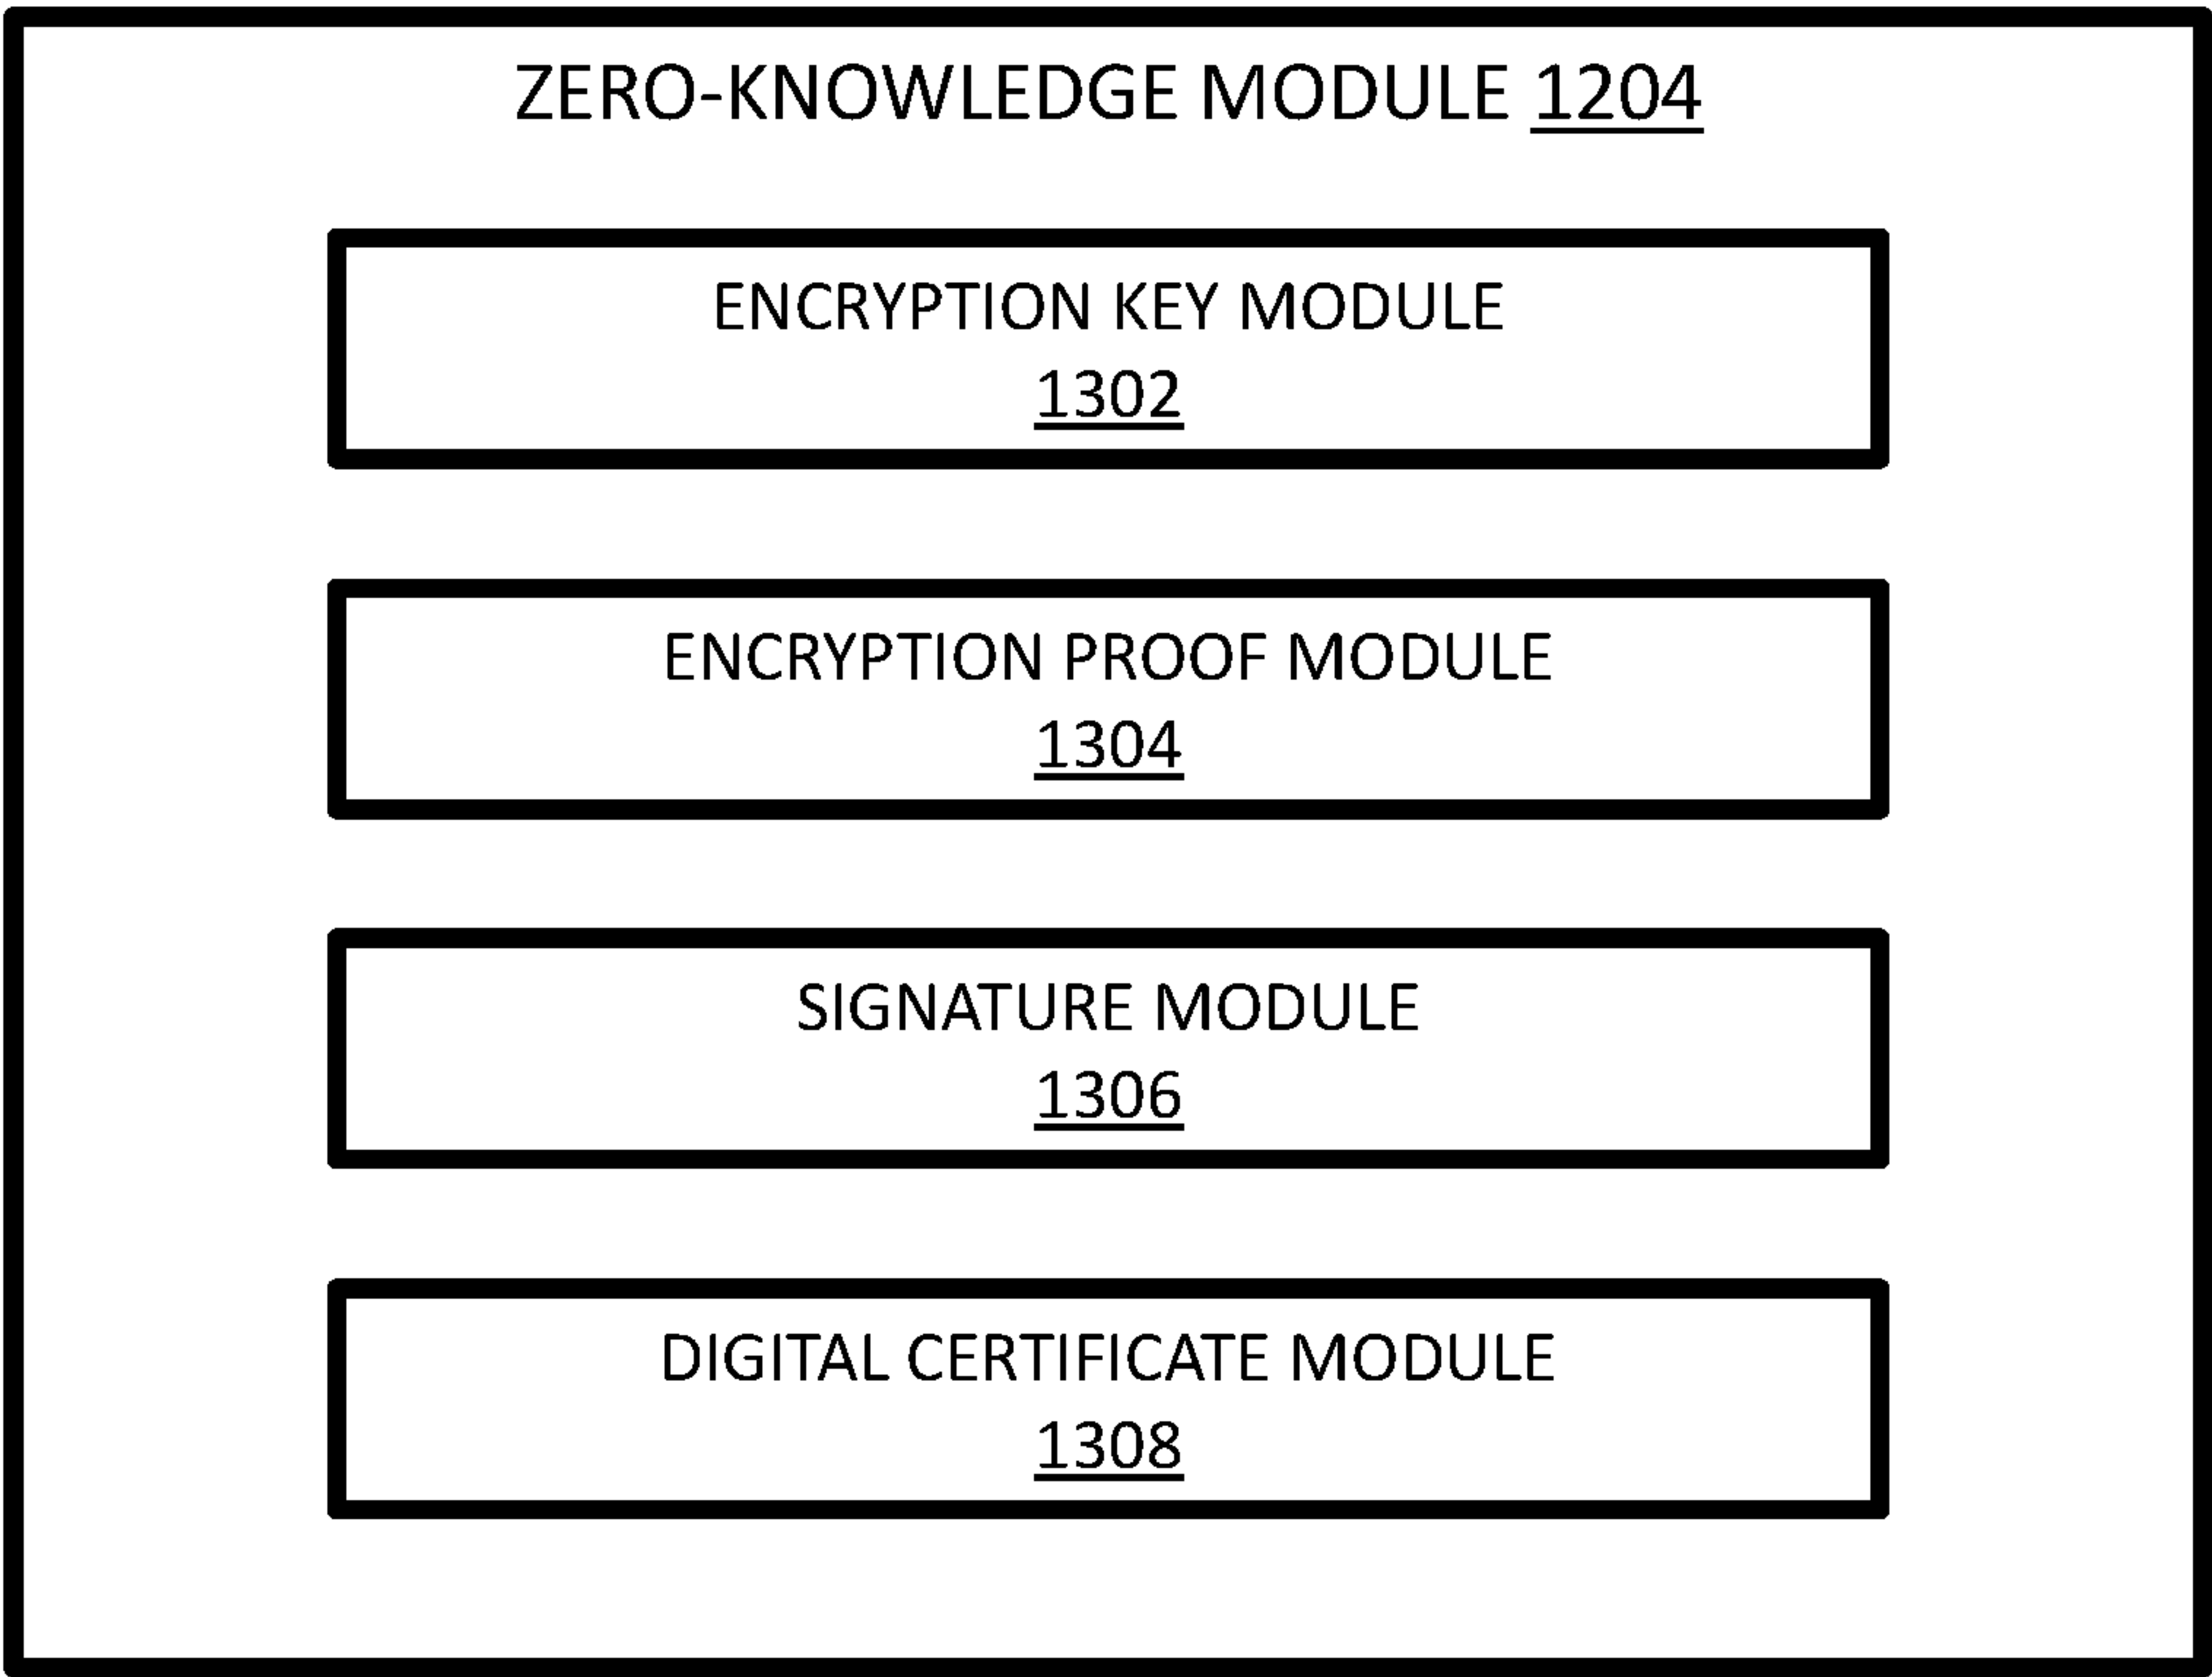 ZERO-KNOWLEDGE MODULE 1204
ENCRYPTION KEY MODULE
1302
ENCRYPTION PROOF MODULE
1304
SIGNATURE MODULE
1306
DIGITAL CERTIFICATE MODULE
1308